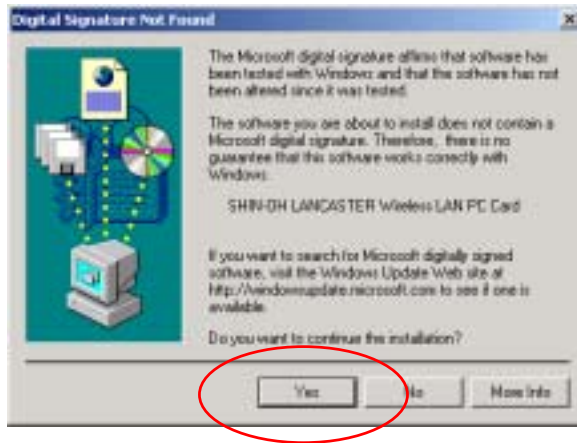 Digital Signature Not Found
The Microsoft digital signature affirms that software has
been tested with Windows and that the software has not
been altered since it was tested.
The software you are about to install does not contain a
Microsoft digital signature. Therefore, there is no
guarantee that this software works correctly with
Windows.
SHIN-OH LANCASTER Wireless LAN PC Card
If you want to search for Microsoft digitally signed
software, visit the Windows Update Web site at
http://windowsupdate.microsoft.com to see if one is
available.
Do you want to continue the installation?
Yes No More Info